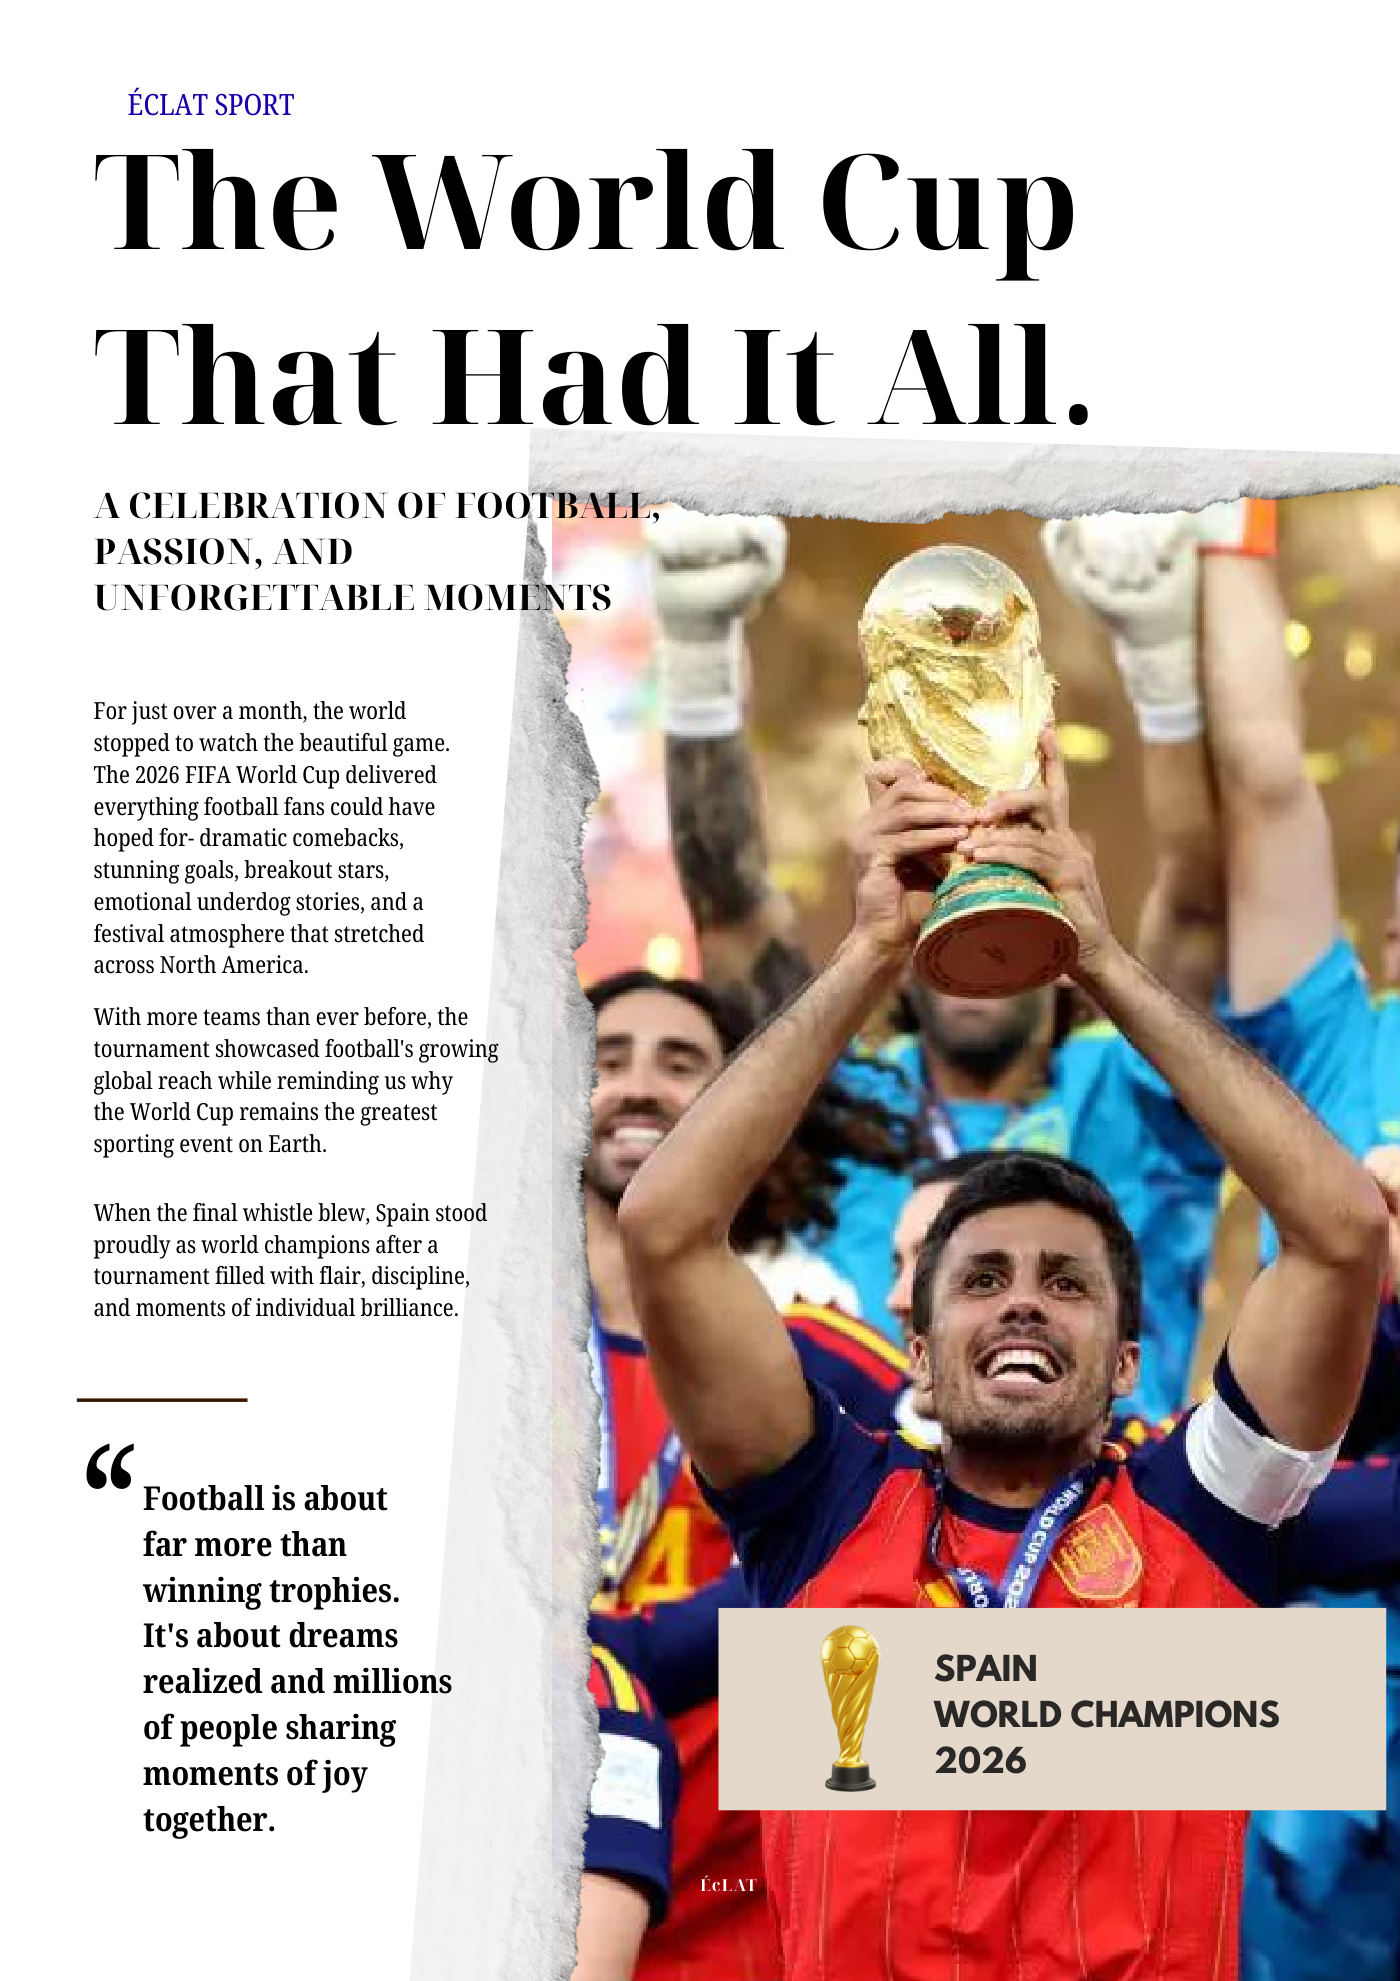 ÉCLAT SPORT
The World Cup
That Had It All.
A CELEBRATION OF FOOTBALL,
PASSION, AND
UNFORGETTABLE MOMENTS
For just over a month, the world
stopped to watch the beautiful game.
The 2026 FIFA World Cup delivered
everything football fans could have
hoped for- dramatic comebacks,
stunning goals, breakout stars,
emotional underdog stories, and a
festival atmosphere that stretched
across North America.
With more teams than ever before, the
tournament showcased football's growing
global reach while reminding us why
the World Cup remains the greatest
sporting event on Earth.
When the final whistle blew, Spain stood
proudly as world champions after a
tournament filled with flair, discipline,
and moments of individual brilliance.
“
Football is about
far more than
winning trophies.
It's about dreams
realized and millions
of people sharing
moments of joy
together.
WORLD CUP
4
SPAIN
WORLD CHAMPIONS
2026
ÉcLAT